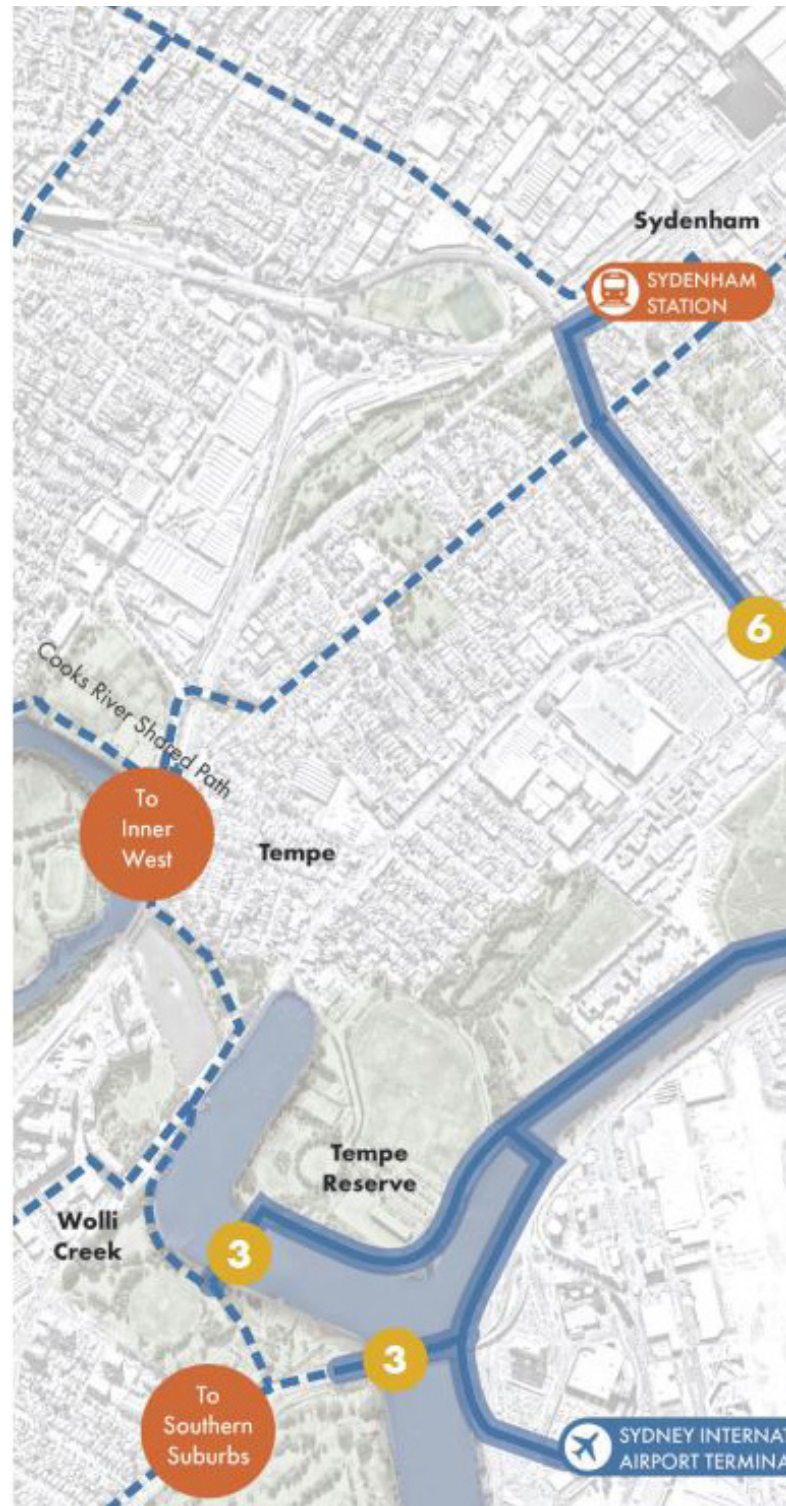 Sydenham
SYDENHAM
STATION
6
Cooks River Shared Path
To
Inner
West
Tempe
Tempe
Reserve
Wolli
Creek
3
3
To
Southern
Suburbs
SYDNEY INTERNAT
AIRPORT TERMINA